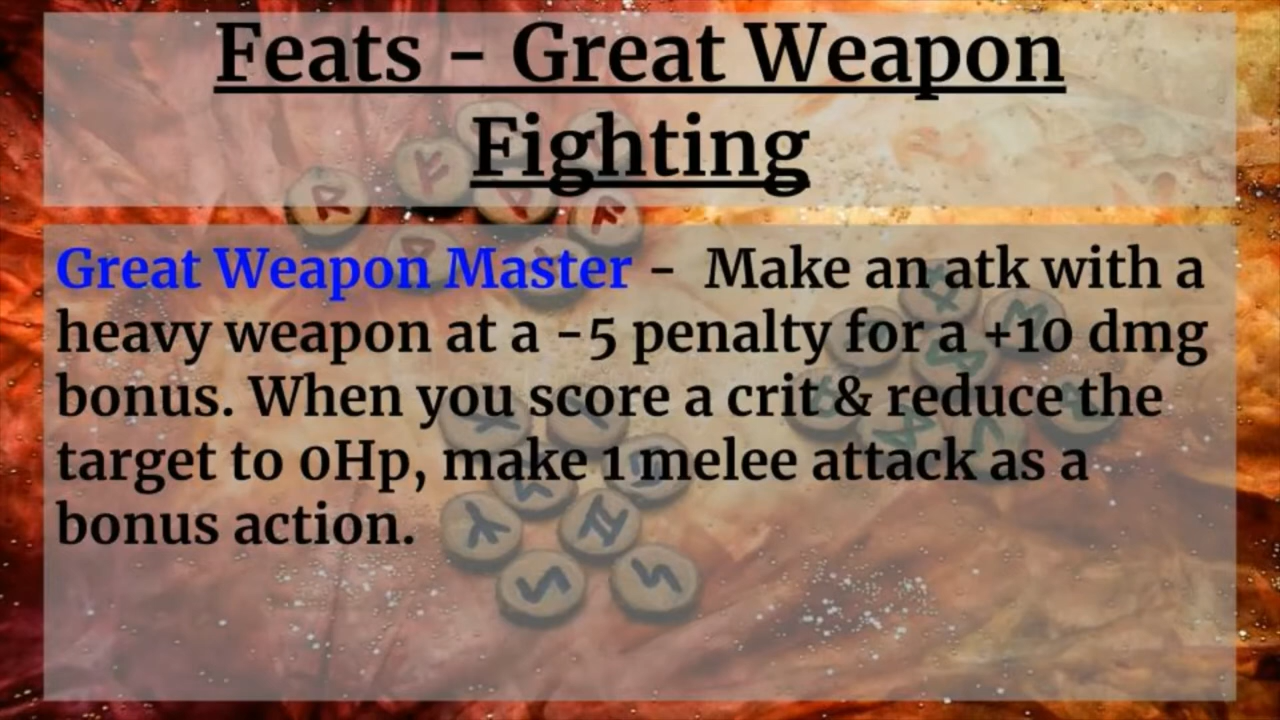 Feats - Great Weapon
Fighting
Great Weapon Master - Make an atk with a
heavy weapon at a -5 penalty for a +10 dmg
bonus. When you score a crit & reduce the
target to 0Hp, make 1 melee attack as a
bonus action.